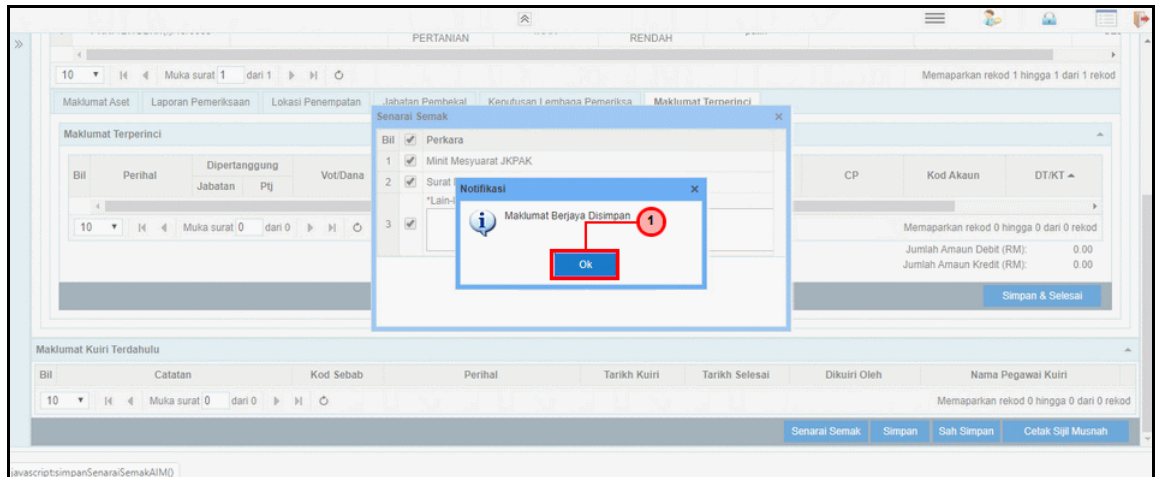 PERTANIAN
RENDAH
10 Muka surat 1 dari 1
Memaparkan rekod 1 hingga 1 dari 1 rekod
Maklumat Aset Laporan Pemeriksaan Lokasi Penempatan Jabatan Pembekal Keputusan Lembaga Pemeriksa Maklumat Terperinci
Maklumat Terperinci
Bil Perihal Dipertanggung Vot/Dana CP Kod Akaun DT/KT
Jabatan Ptj
10 Muka surat 0 dari 0
Memaparkan rekod 0 hingga 0 dari 0 rekod
Jumlah Amaun Debit (RM): 0.00
Jumlah Amaun Kredit (RM): 0.00
Simpan & Selesai
Senarai Semak
Bil Perkara
1 Minit Mesyuarat JKPAK
2 Surat
*Lain-l
3
Notifikasi
Maklumat Berjaya Disimpan
1
Ok
Maklumat Kuiri Terdahulu
Bil Catatan Kod Sebab Perihal Tarikh Kuiri Tarikh Selesai Dikuiri Oleh Nama Pegawai Kuiri
10 Muka surat 0 dari 0
Memaparkan rekod 0 hingga 0 dari 0 rekod
Senarai Semak Simpan Sah Simpan Cetak Sijil Musnah
javascript:simpanSenaraiSemakAIM()